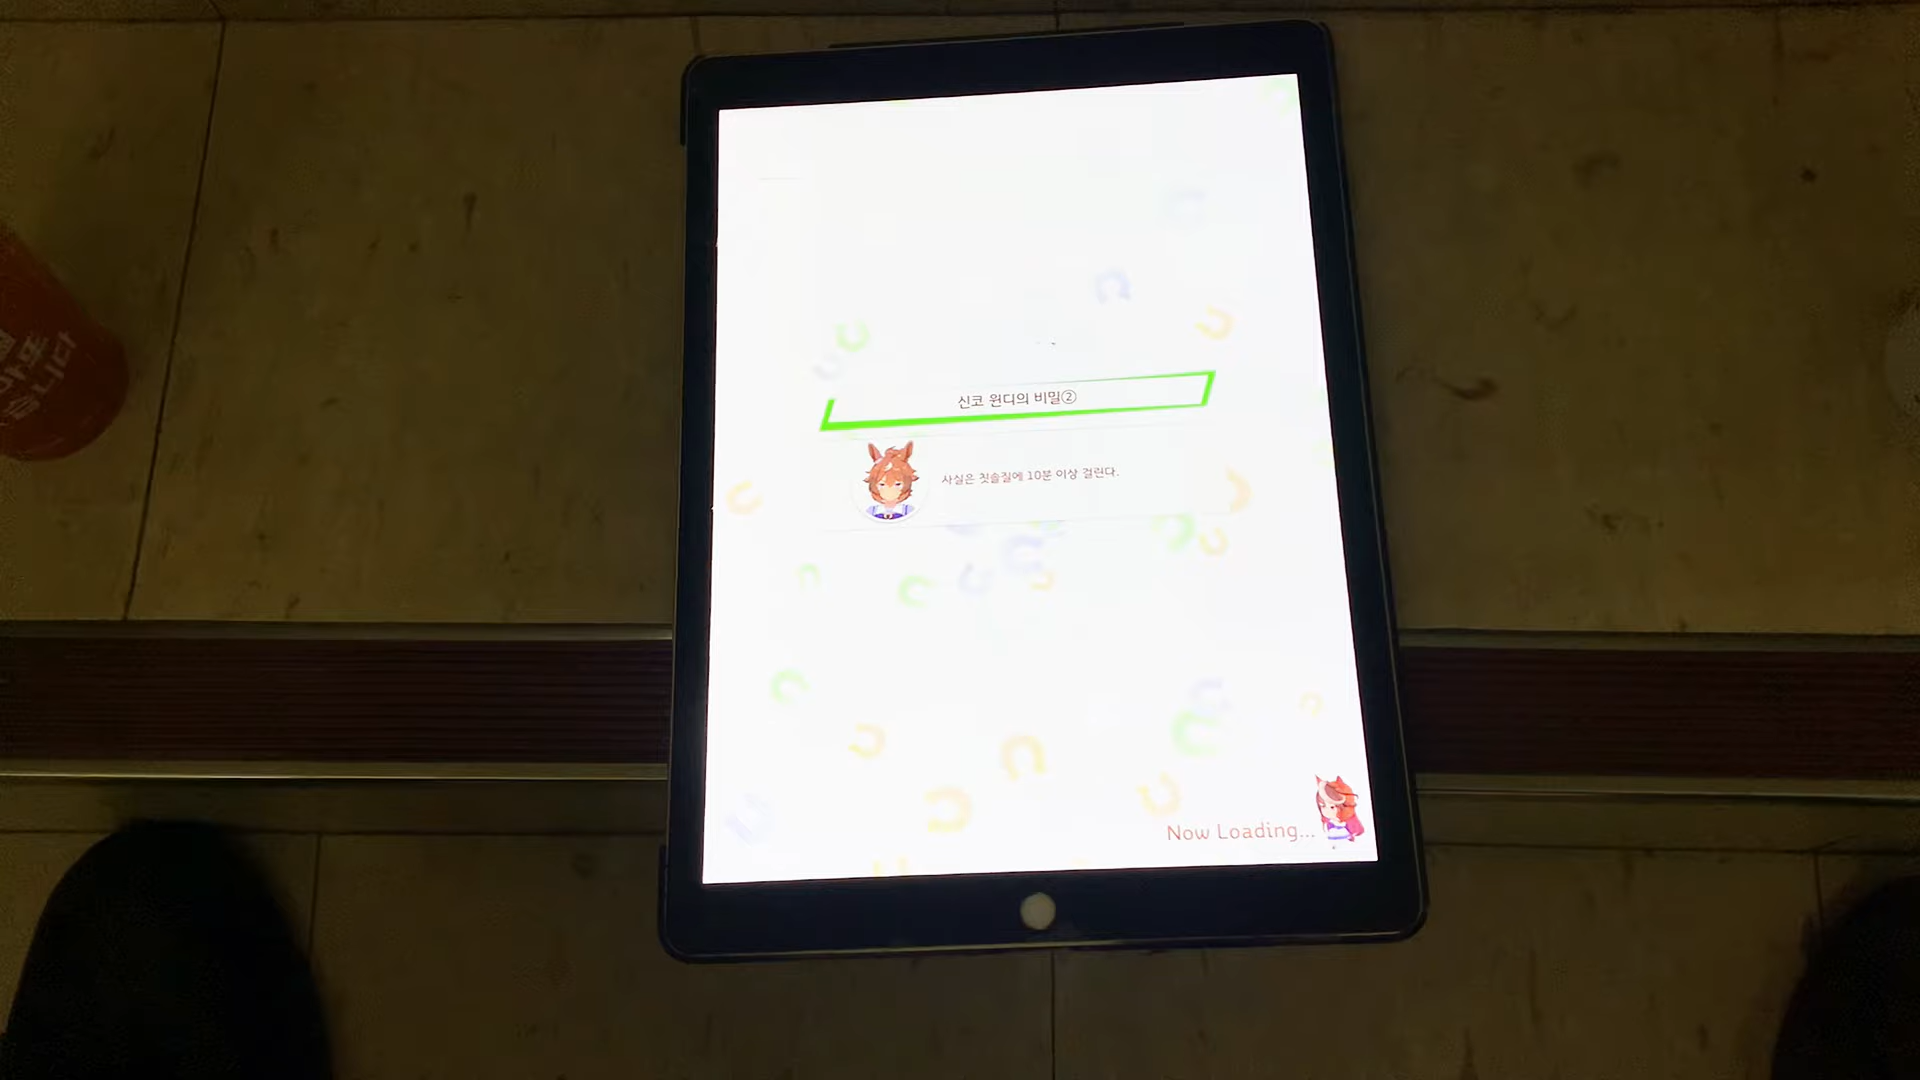 신코 윈디의 비밀②
사실은 칫솔질에 10분 이상 걸린다.
Now Loading...